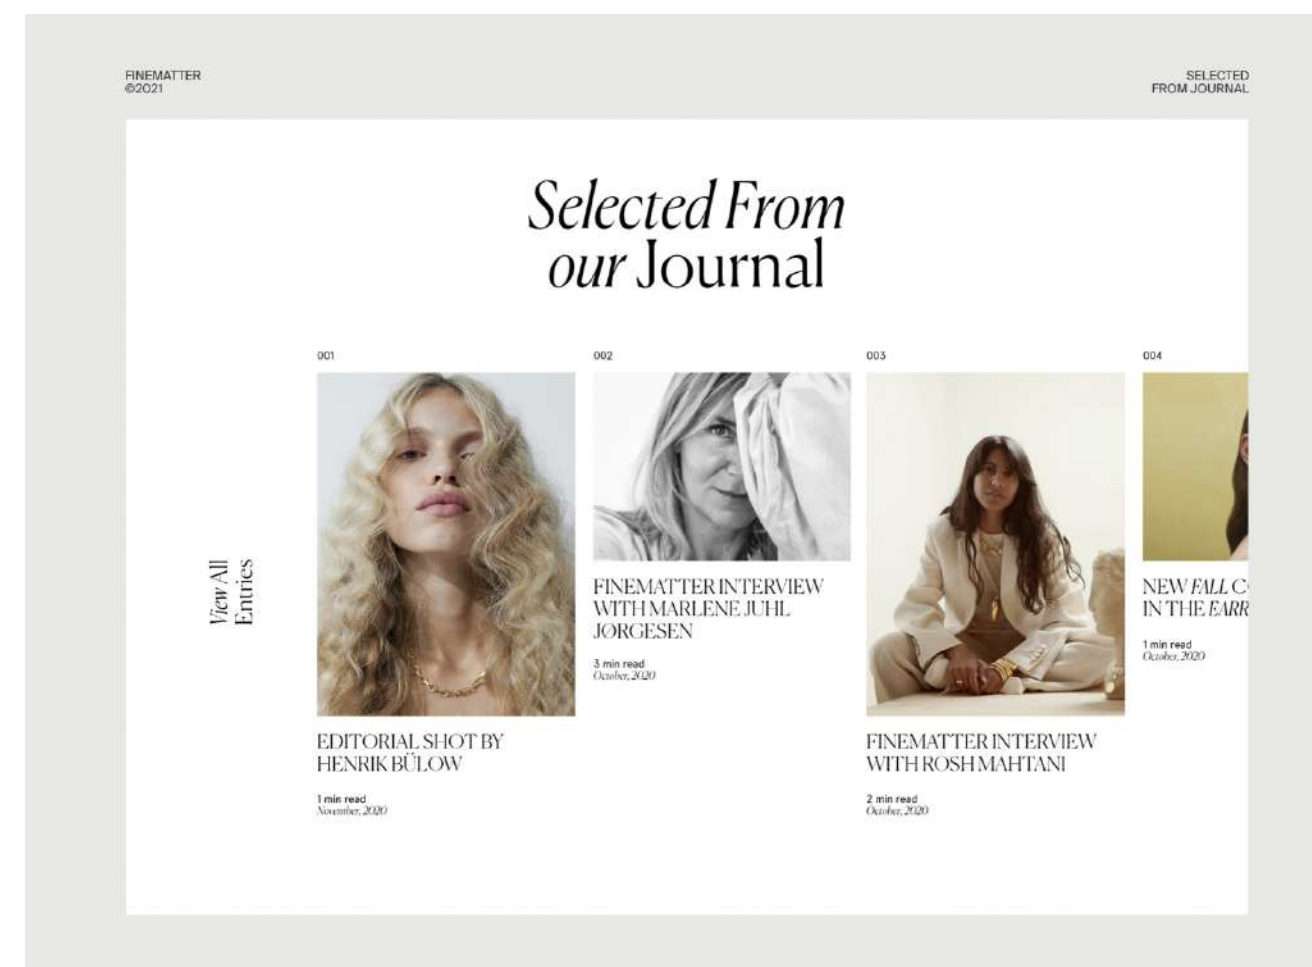 FINEMATTER
©2021
SELECTED
FROM JOURNAL
Selected From
our Journal
View All
Entries
001
EDITORIAL SHOT BY
HENRIK BÜLOW
1 min read
November, 2020
002
FINEMATTER INTERVIEW
WITH MARLENE JUHL
JØRGESEN
3 min read
October, 2020
003
FINEMATTER INTERVIEW
WITH ROSH MAHTANI
2 min read
October, 2020
004
NEW FALL C
IN THE EARR
1 min read
October, 2020